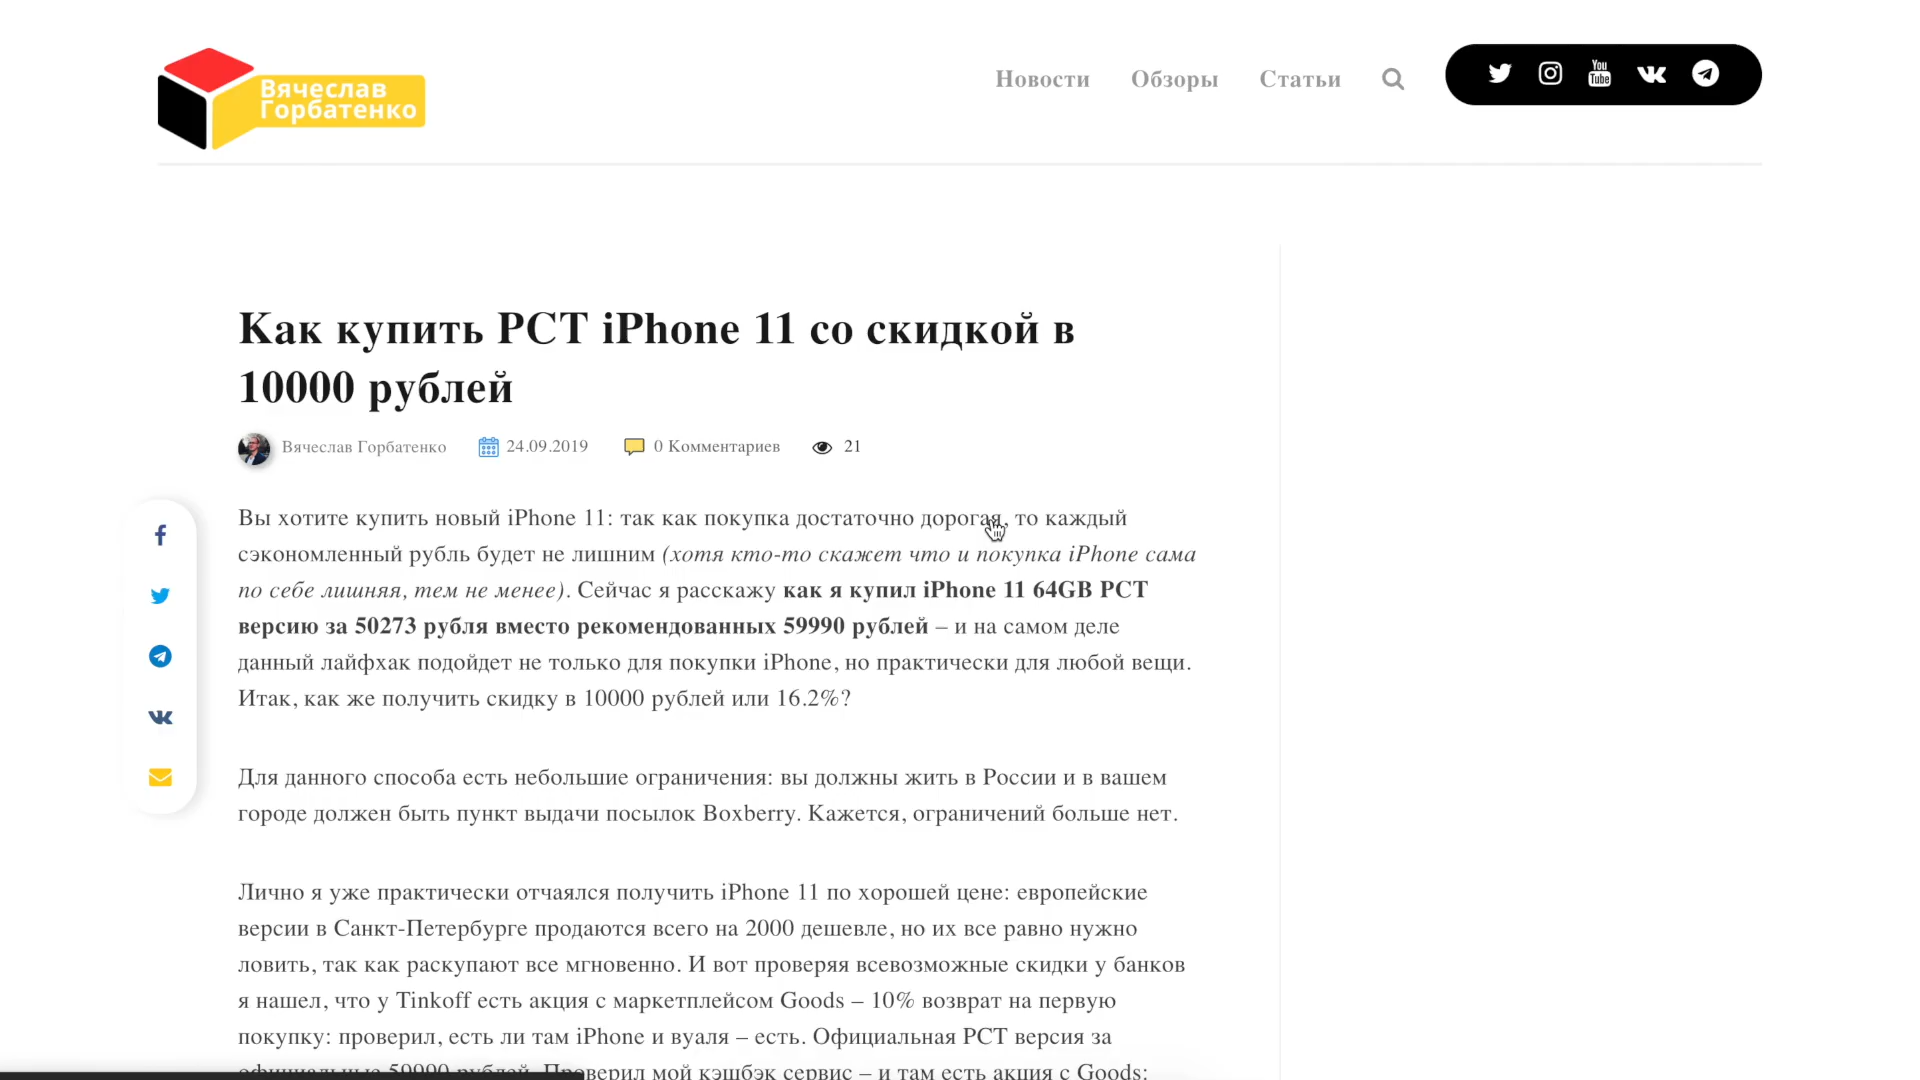 Вячеслав
Горбатенко
Новости
Обзоры
Статьи
You
Tube
Как купить РСТ iPhone 11 со скидкой в
10000 рублей
Вячеслав Горбатенко
24.09.2019
0 Комментариев
21
Вы хотите купить новый iPhone 11: так как покупка достаточно дорогая, то каждый
сэкономленный рубль будет не лишним (хотя кто-то скажет что и покупка iPhone сама
по себе лишняя, тем не менее). Сейчас я расскажу как я купил iPhone 11 64GB РСТ
версию за 50273 рубля вместо рекомендованных 59990 рублей – и на самом деле
данный лайфхак подойдет не только для покупки iPhone, но практически для любой вещи.
Итак, как же получить скидку в 10000 рублей или 16.2%?
Для данного способа есть небольшие ограничения: вы должны жить в России и в вашем
городе должен быть пункт выдачи посылок Boxberry. Кажется, ограничений больше нет.
Лично я уже практически отчаялся получить iPhone 11 по хорошей цене: европейские
версии в Санкт-Петербурге продаются всего на 2000 дешевле, но их все равно нужно
ловить, так как раскупают все мгновенно. И вот проверяя всевозможные скидки у банков
я нашел, что у Tinkoff есть акция с маркетплейсом Goods – 10% возврат на первую
покупку: проверил, есть ли там iPhone и вуаля – есть. Официальная РСТ версия за
официальные 59990 рублей. Проверил мой кэшбэк сервис – и там есть акция с Goods: